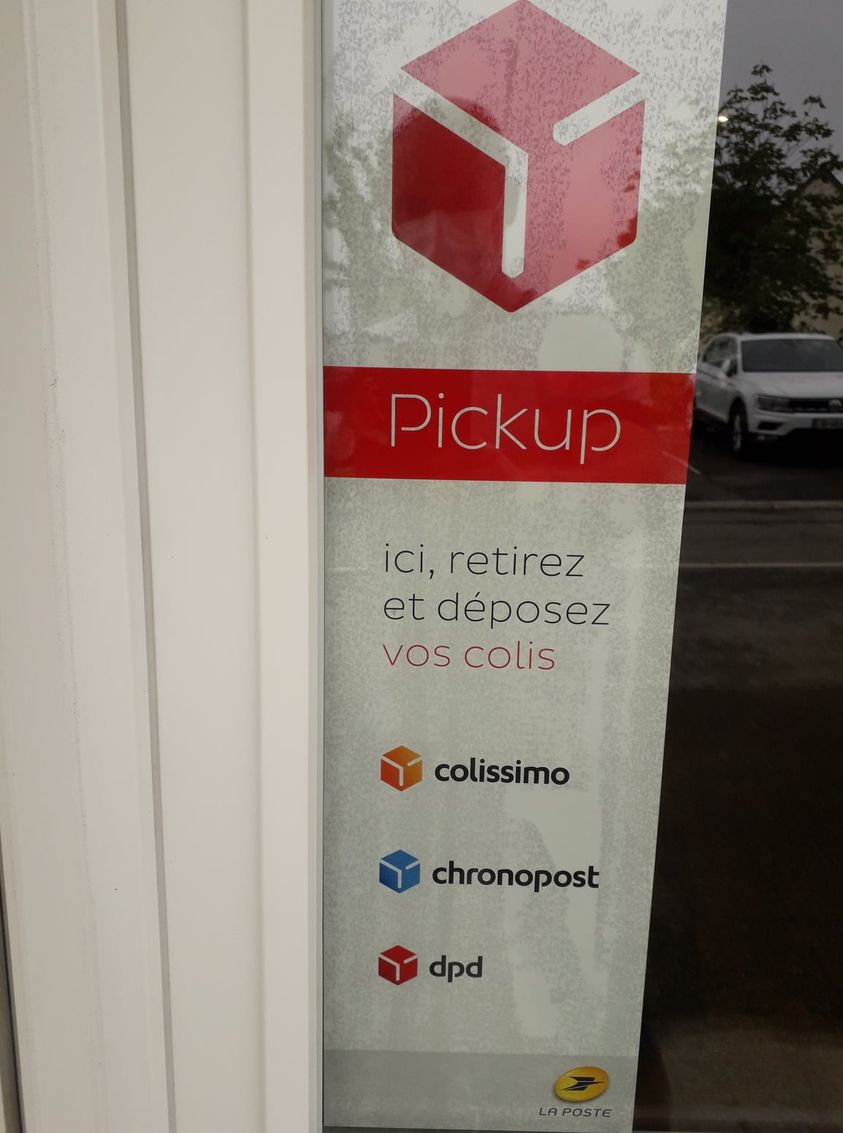 Pickup
ici, retirez
et déposez
vos colis
colissimo
chronopost
dpd
LA POSTE